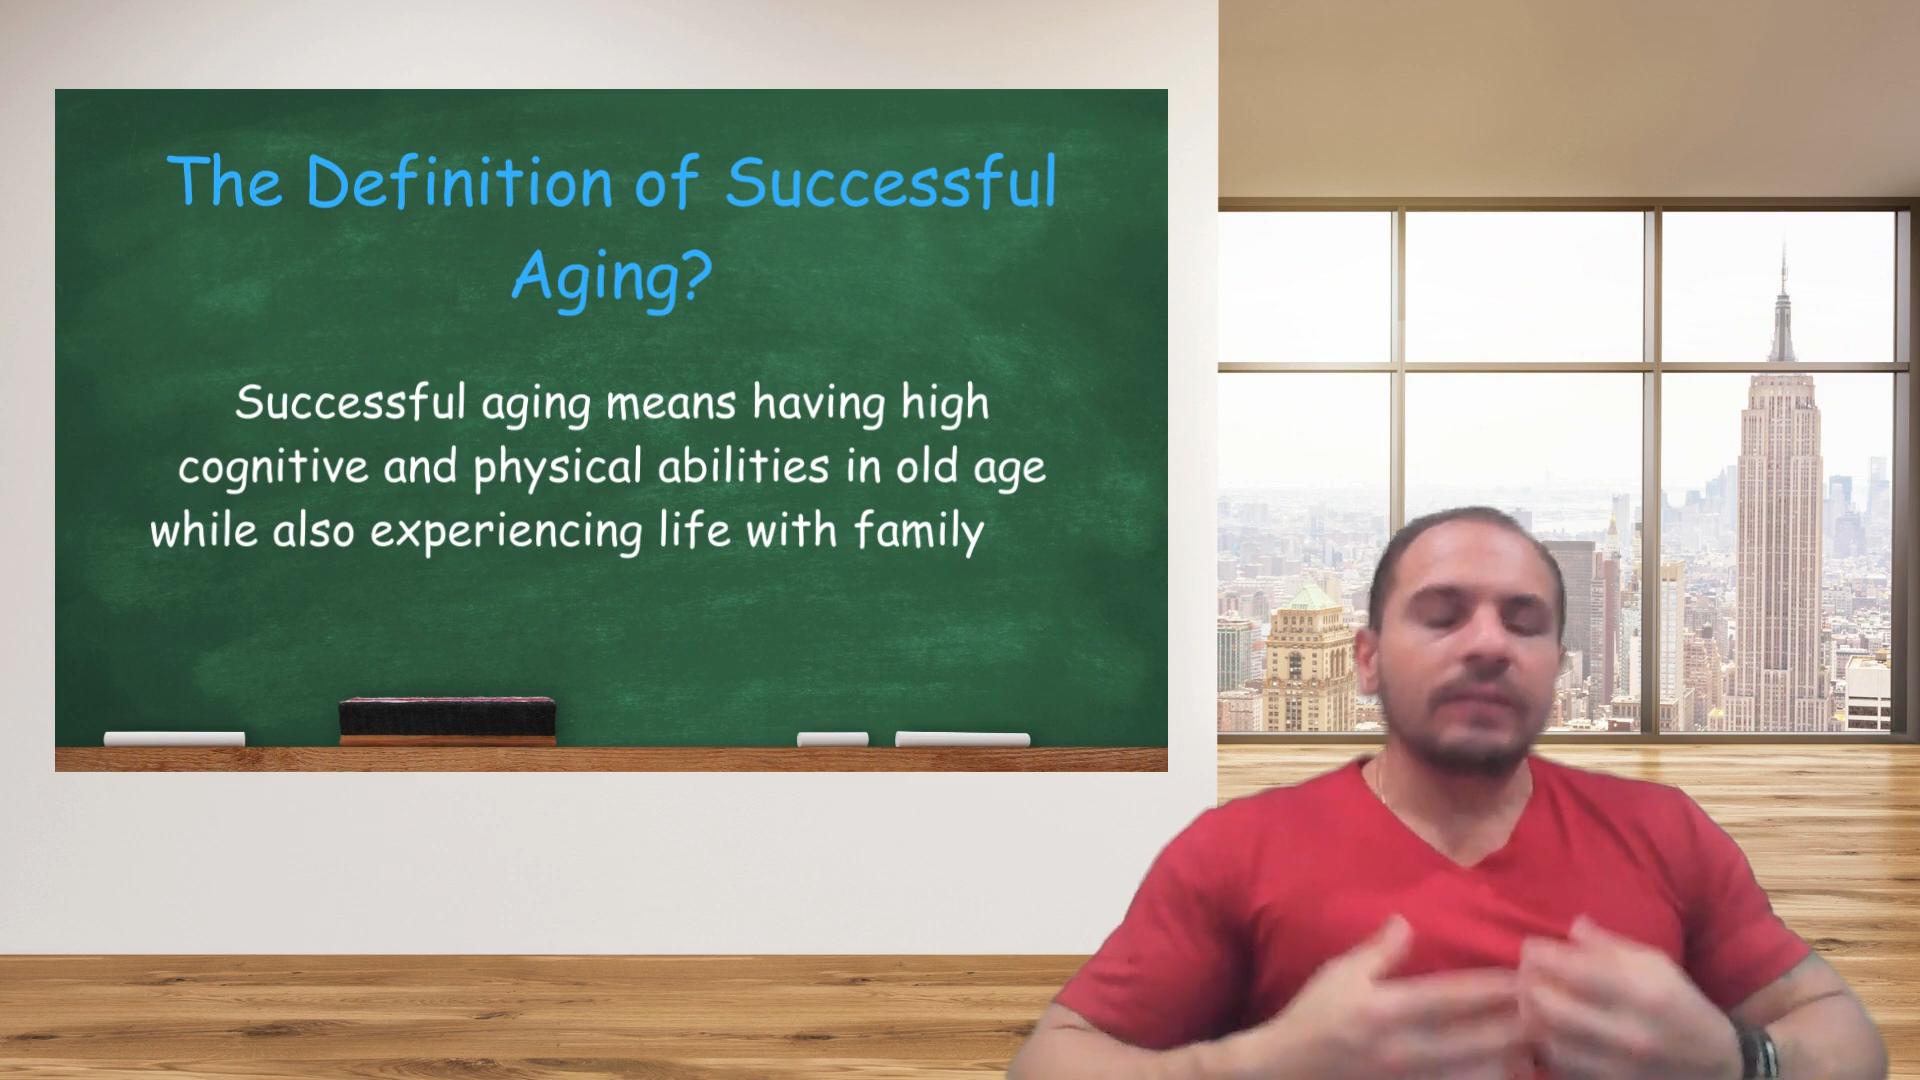 The Definition of Successful
Aging?
Successful aging means having high
cognitive and physical abilities in old age
while also experiencing life with family